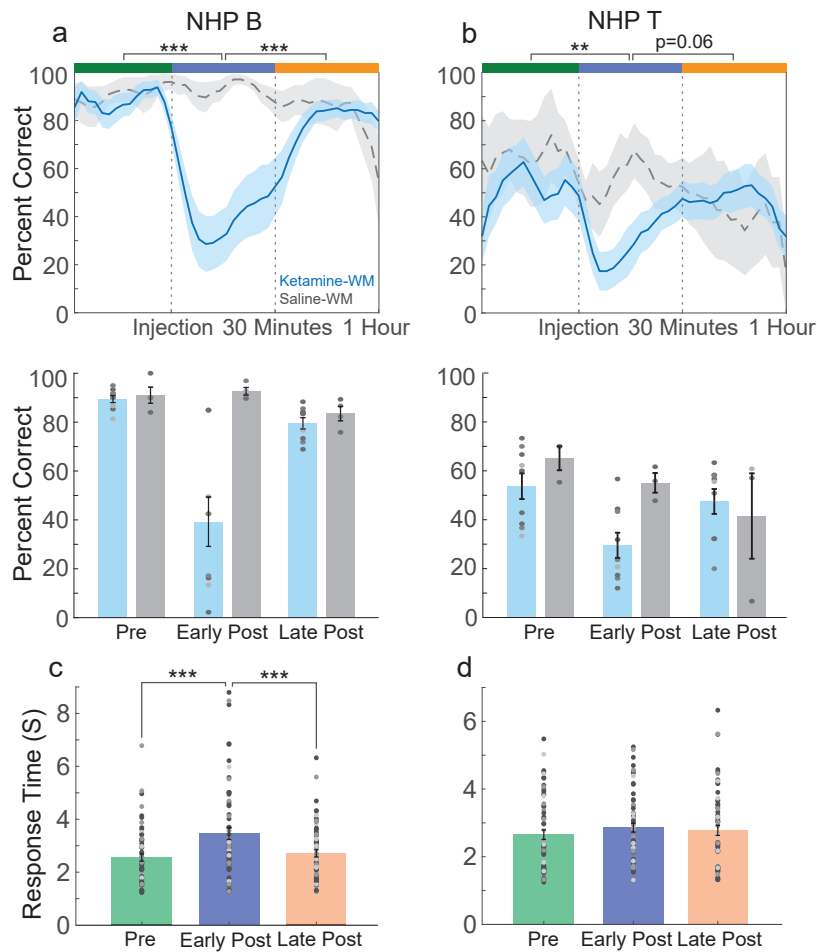 NHP B
NHP T
a
***
***
b
**
p=0.06
100
80
60
40
20
0
Percent Correct
Ketamine-WM
Saline-WM
Injection 30 Minutes 1 Hour
100
80
60
40
20
0
Injection 30 Minutes 1 Hour
100
80
60
40
20
0
Percent Correct
Pre Early Post Late Post
100
80
60
40
20
0
Pre Early Post Late Post
c
***
***
8
6
4
2
0
Response Time (S)
Pre Early Post Late Post
d
6
4
2
0
Pre Early Post Late Post